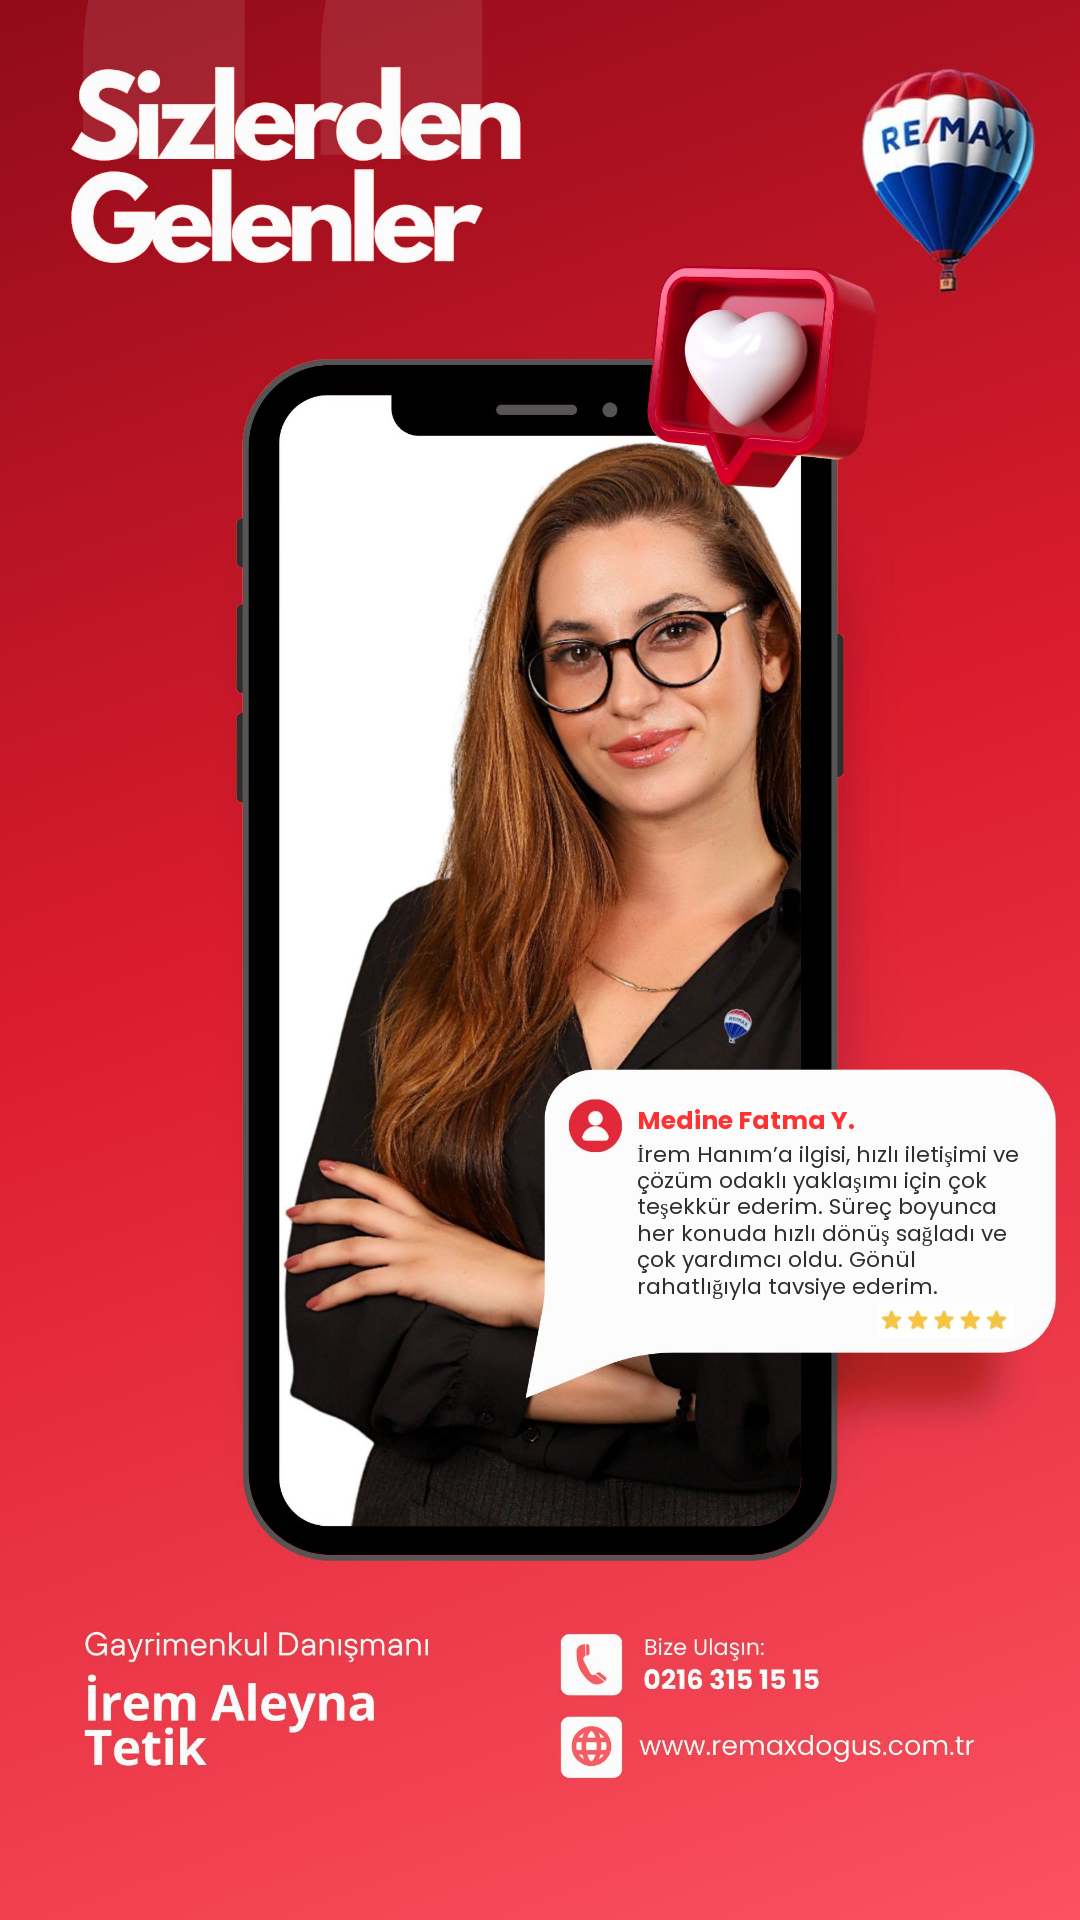 Sizlerden
Gelenler
RE/MAX
RE/MAX
Medine Fatma Y.
İrem Hanım’a ilgisi, hızlı iletişimi ve
çözüm odaklı yaklaşımı için çok
teşekkür ederim. Süreç boyunca
her konuda hızlı dönüş sağladı ve
çok yardımcı oldu. Gönül
rahatlığıyla tavsiye ederim.
Gayrimenkul Danışmanı
İrem Aleyna
Tetik
Bize Ulaşın:
0216 315 15 15
www.remaxdogus.com.tr